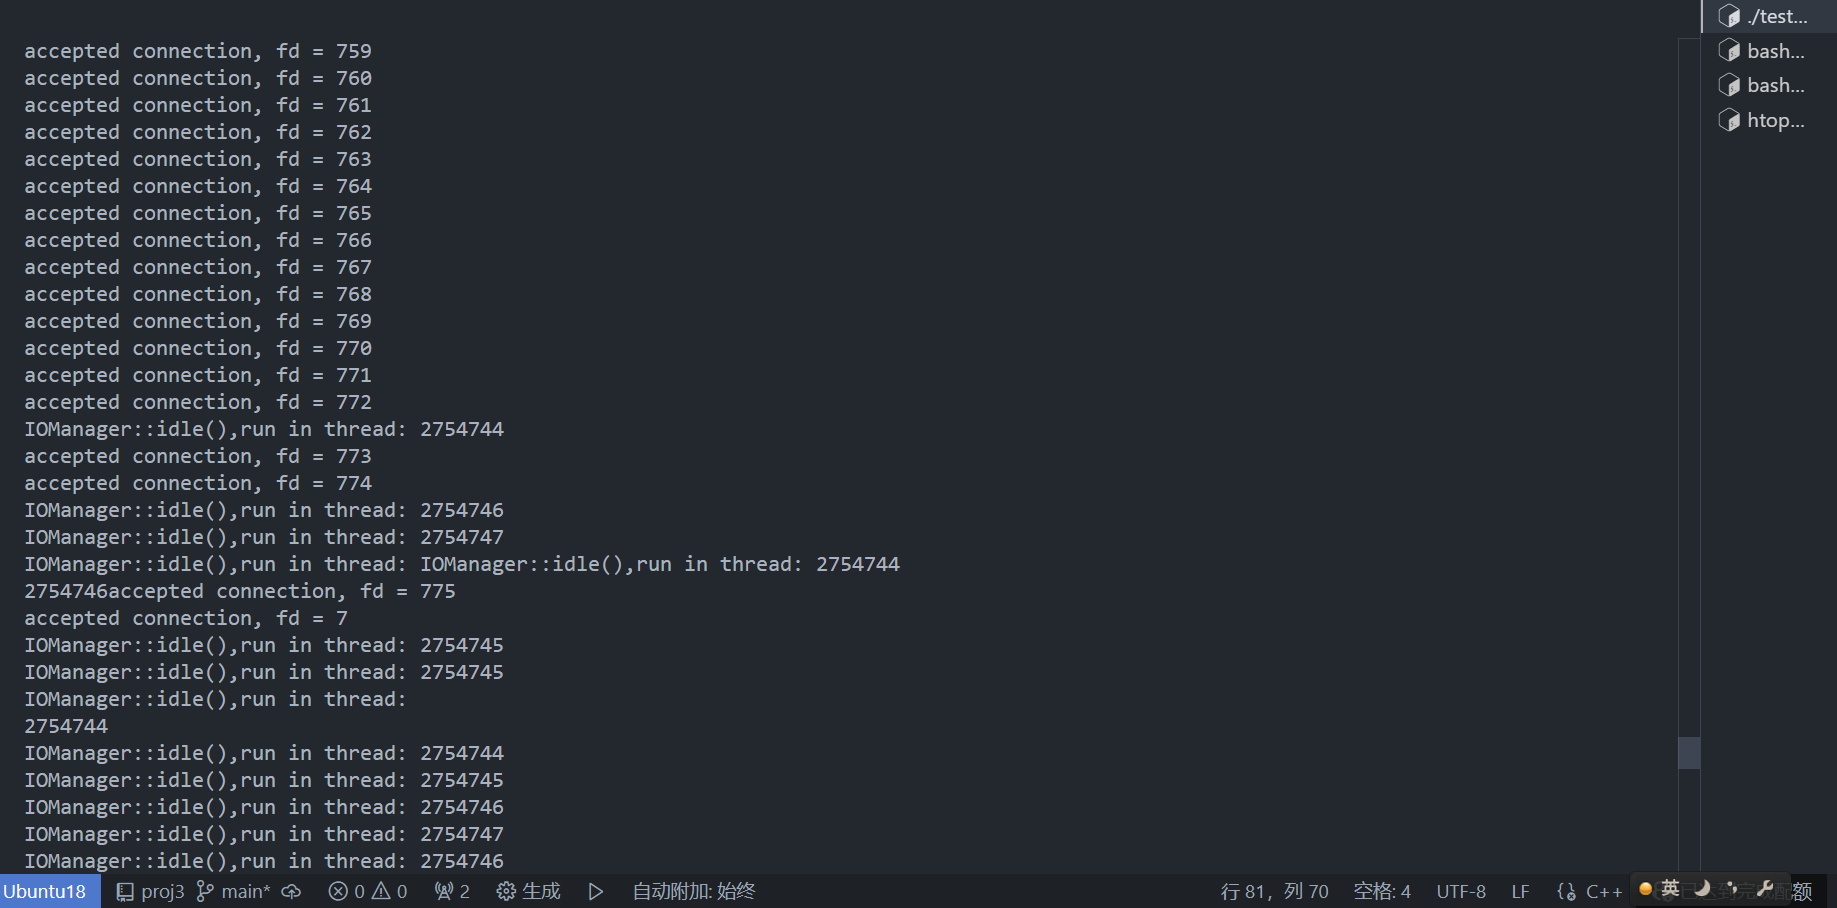 accepted connection, fd = 759
accepted connection, fd = 760
accepted connection, fd = 761
accepted connection, fd = 762
accepted connection, fd = 763
accepted connection, fd = 764
accepted connection, fd = 765
accepted connection, fd = 766
accepted connection, fd = 767
accepted connection, fd = 768
accepted connection, fd = 769
accepted connection, fd = 770
accepted connection, fd = 771
accepted connection, fd = 772
IOManager::idle(),run in thread: 2754744
accepted connection, fd = 773
accepted connection, fd = 774
IOManager::idle(),run in thread: 2754746
IOManager::idle(),run in thread: 2754747
IOManager::idle(),run in thread: IOManager::idle(),run in thread: 2754744
2754746accepted connection, fd = 775
accepted connection, fd = 7
IOManager::idle(),run in thread: 2754745
IOManager::idle(),run in thread: 2754745
IOManager::idle(),run in thread:
2754744
IOManager::idle(),run in thread: 2754744
IOManager::idle(),run in thread: 2754745
IOManager::idle(),run in thread: 2754746
IOManager::idle(),run in thread: 2754747
IOManager::idle(),run in thread: 2754746
./test...
bash...
bash...
htop...
Ubuntu18 proj3 main* 0 0 2 生成 自动附加: 始终 行 81，列 70 空格: 4 UTF-8 LF C++ 英 已达到完成配额